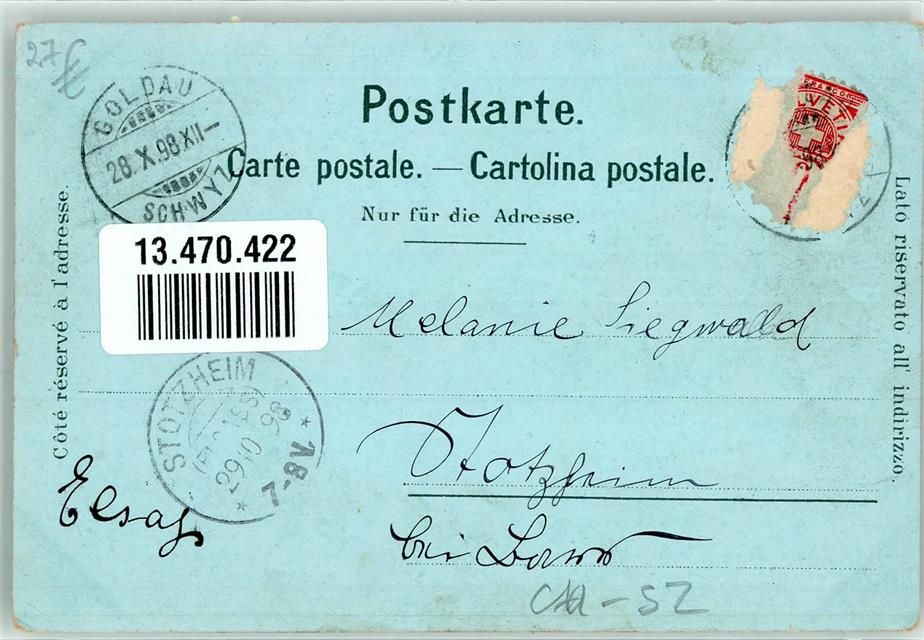 27 €
GOLDAU
28.X.98.XII-
SCHWYZ
Postkarte.
Carte postale. — Cartolina postale.
Nur für die Adresse.
FRANCO
HELVETIA
13.470.422
Côté réservé à l'adresse.
Lato riservato all' indirizzo.
Melanie Siegwald
STOTZHEIM
(ELSASS)
29 10 98
* 7-8V. *
Stotzheim
Elsaß
bei Barr
CH-SZ